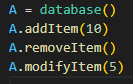 A = database()
A.addItem(10)
A.removeItem()
A.modifyItem(5)